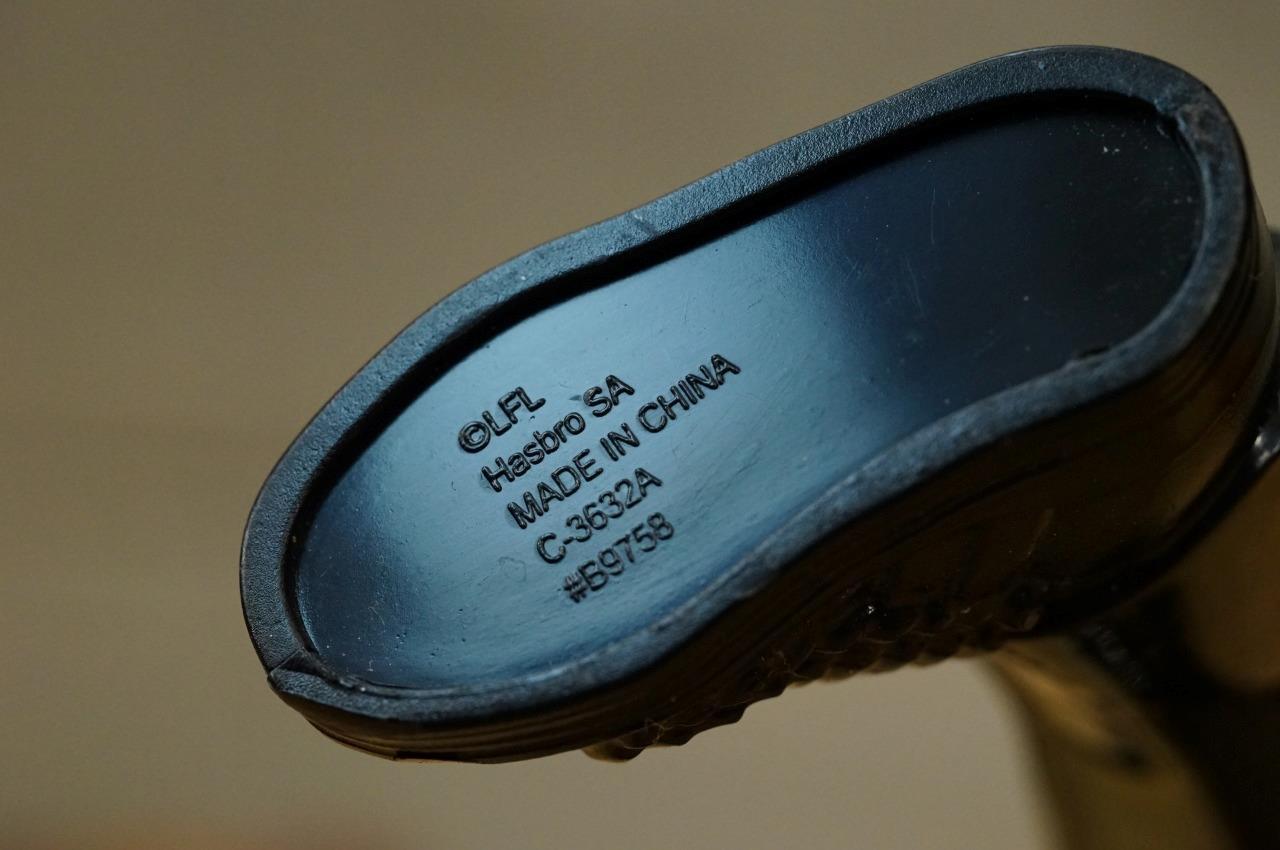 ©LFL
Hasbro SA
MADE IN CHINA
C-3632A
#B9758